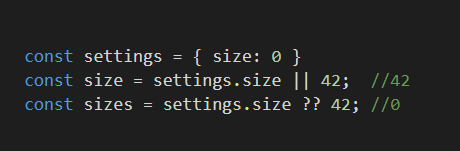 const settings = { size: 0 }
const size = settings.size || 42;  //42
const sizes = settings.size ?? 42; //0